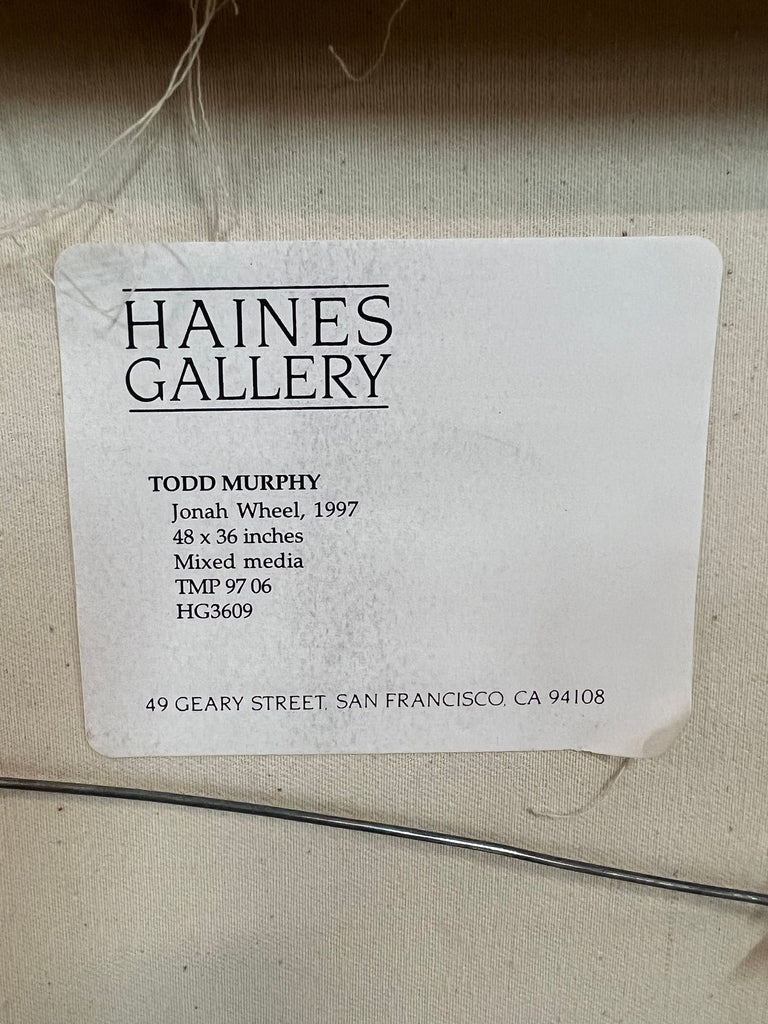 HAINES
GALLERY
TODD MURPHY
Jonah Wheel, 1997
48 x 36 inches
Mixed media
TMP 97 06
HG3609
49 GEARY STREET, SAN FRANCISCO, CA 94108